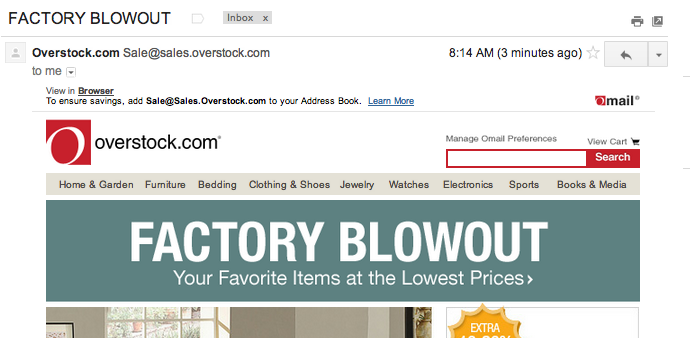 FACTORY BLOWOUT
Inbox x
Overstock.com Sale@sales.overstock.com
8:14 AM (3 minutes ago)
to me
View in Browser
To ensure savings, add Sale@Sales.Overstock.com to your Address Book. Learn More
Omail®
Overstock.com®
Manage Omail Preferences
View Cart
Search
Home & Garden Furniture Bedding Clothing & Shoes Jewelry Watches Electronics Sports Books & Media
FACTORY BLOWOUT
Your Favorite Items at the Lowest Prices›
EXTRA